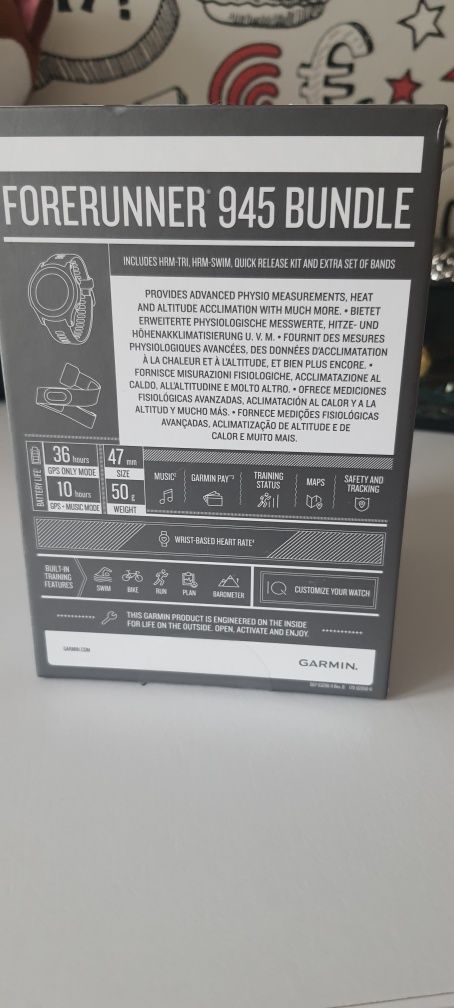 FORERUNNER® 945 BUNDLE
INCLUDES HRM-TRI, HRM-SWIM, QUICK RELEASE KIT AND EXTRA SET OF BANDS
PROVIDES ADVANCED PHYSIO MEASUREMENTS, HEAT
AND ALTITUDE ACCLIMATION WITH MUCH MORE. • BIETET
ERWEITERTE PHYSIOLOGISCHE MESSWERTE, HITZE- UND
HÖHENAKKLIMATISIERUNG U. V. M. • FOURNIT DES MESURES
PHYSIOLOGIQUES AVANCÉES, DES DONNÉES D'ACCLIMATATION
À LA CHALEUR ET À L'ALTITUDE, ET BIEN PLUS ENCORE. •
FORNISCE MISURAZIONI FISIOLOGICHE, ACCLIMATAZIONE AL
CALDO, ALL'ALTITUDINE E MOLTO ALTRO. • OFRECE MEDICIONES
FISIOLÓGICAS AVANZADAS, ACLIMATACIÓN AL CALOR Y A LA
ALTITUD Y MUCHO MÁS. • FORNECE MEDIÇÕES FISIOLÓGICAS
AVANÇADAS, ACLIMATIZAÇÃO DE ALTITUDE E DE
CALOR E MUITO MAIS.
BATTERY LIFE
36 hours
GPS ONLY MODE
10 hours
GPS + MUSIC MODE
47 mm
SIZE
50 g
WEIGHT
MUSIC
GARMIN PAY™
TRAINING
STATUS
MAPS
SAFETY AND
TRACKING
WRIST-BASED HEART RATE
BUILT-IN
TRAINING
FEATURES
SWIM
BIKE
RUN
PLAN
BAROMETER
IQ CUSTOMIZE YOUR WATCH
THIS GARMIN PRODUCT IS ENGINEERED ON THE INSIDE
FOR LIFE ON THE OUTSIDE. OPEN, ACTIVATE AND ENJOY.
GARMIN.COM
GARMIN.